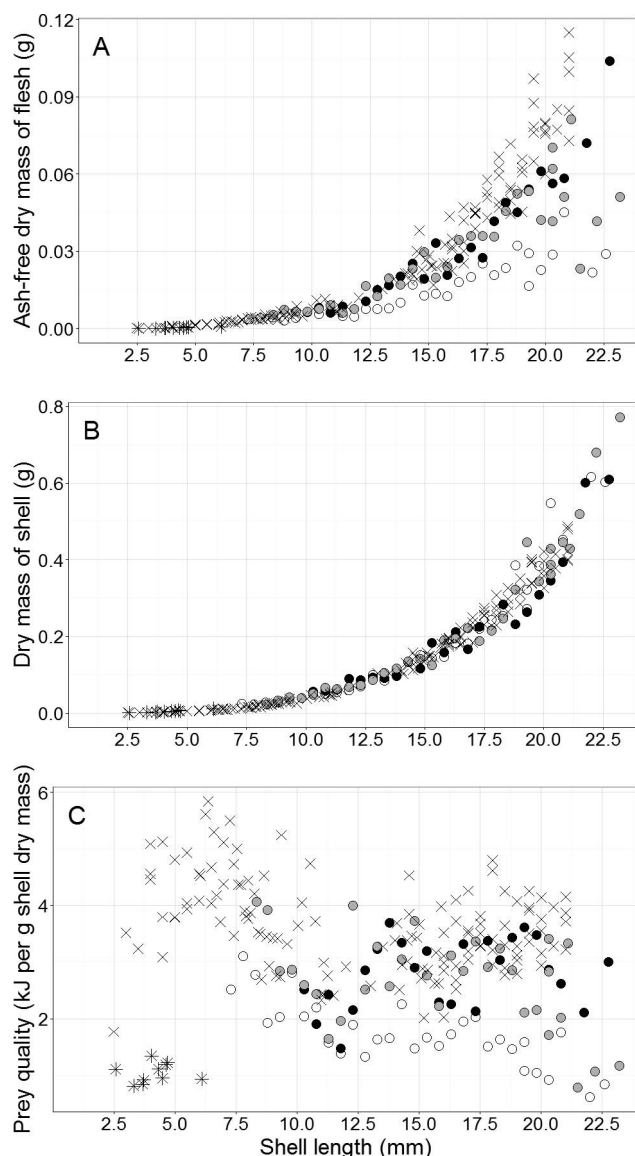 A
Ash-free dry mass of flesh (g)
0.12
0.09
0.06
0.03
0.00
2.5 5.0 7.5 10.0 12.5 15.0 17.5 20.0 22.5
B
Dry mass of shell (g)
0.8
0.6
0.4
0.2
0.0
2.5 5.0 7.5 10.0 12.5 15.0 17.5 20.0 22.5
C
Prey quality (kJ per g shell dry mass)
6
4
2
2.5 5.0 7.5 10.0 12.5 15.0 17.5 20.0 22.5
Shell length (mm)